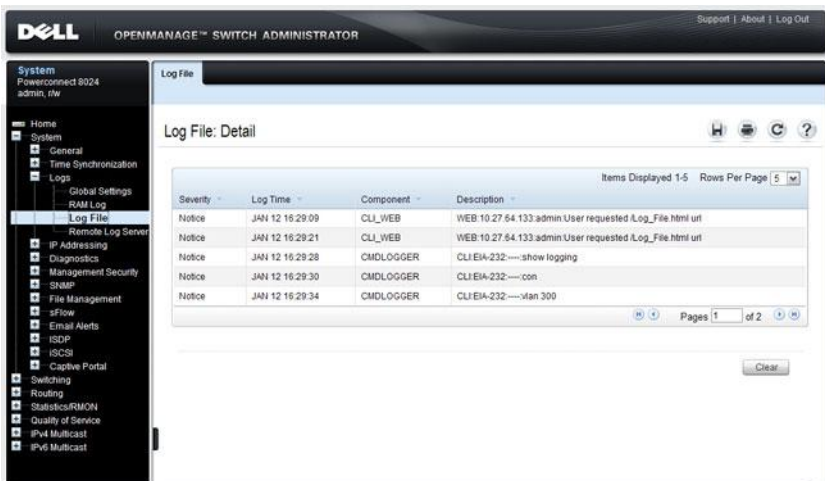 Support | About | Log Out
DELL OPENMANAGE™ SWITCH ADMINISTRATOR
System
Powerconnect 8024
admin, r/w
Home
System
General
Time Synchronization
Logs
Global Settings
RAM Log
Log File
Remote Log Server
IP Addressing
Diagnostics
Management Security
SNMP
File Management
sFlow
Email Alerts
ISDP
iSCSI
Captive Portal
Switching
Routing
Statistics/RMON
Quality of Service
IPv4 Multicast
IPv6 Multicast
Log File
Log File: Detail
Items Displayed 1-5 Rows Per Page 5
Severity Log Time Component Description
Notice JAN 12 16:29:09 CLI_WEB WEB:10.27.64.133:admin:User requested /Log_File.html url
Notice JAN 12 16:29:21 CLI_WEB WEB:10.27.64.133:admin:User requested /Log_File.html url
Notice JAN 12 16:29:28 CMDLOGGER CLI:EIA-232:----:show logging
Notice JAN 12 16:29:30 CMDLOGGER CLI:EIA-232:----:con
Notice JAN 12 16:29:34 CMDLOGGER CLI:EIA-232:----:vlan 300
Pages 1 of 2
Clear